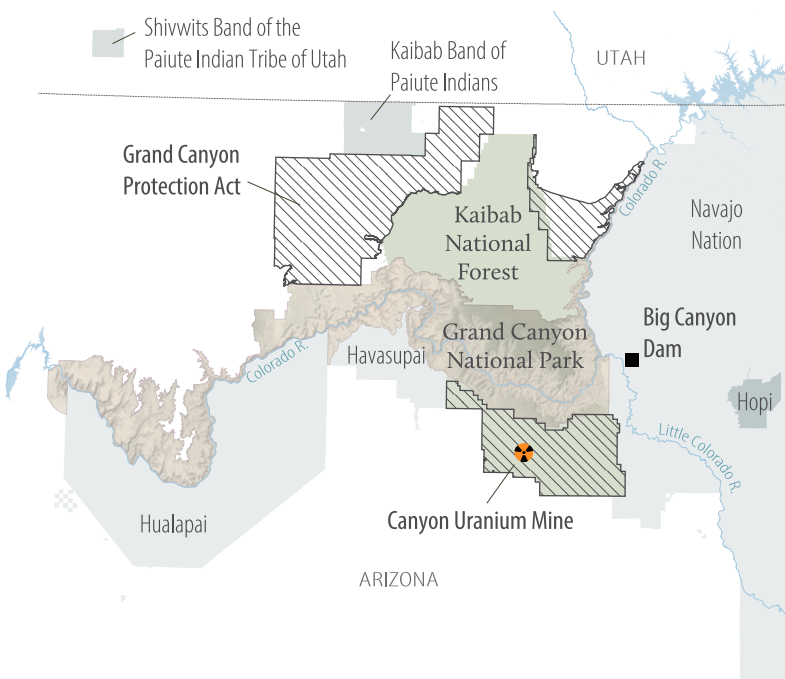 Shivwits Band of the
Paiute Indian Tribe of Utah
Kaibab Band of
Paiute Indians
UTAH
Grand Canyon
Protection Act
Colorado R.
Kaibab
National
Forest
Navajo
Nation
Big Canyon
Dam
Grand Canyon
National Park
Havasupai
Colorado R.
Hopi
Little Colorado R.
Hualapai
Canyon Uranium Mine
ARIZONA